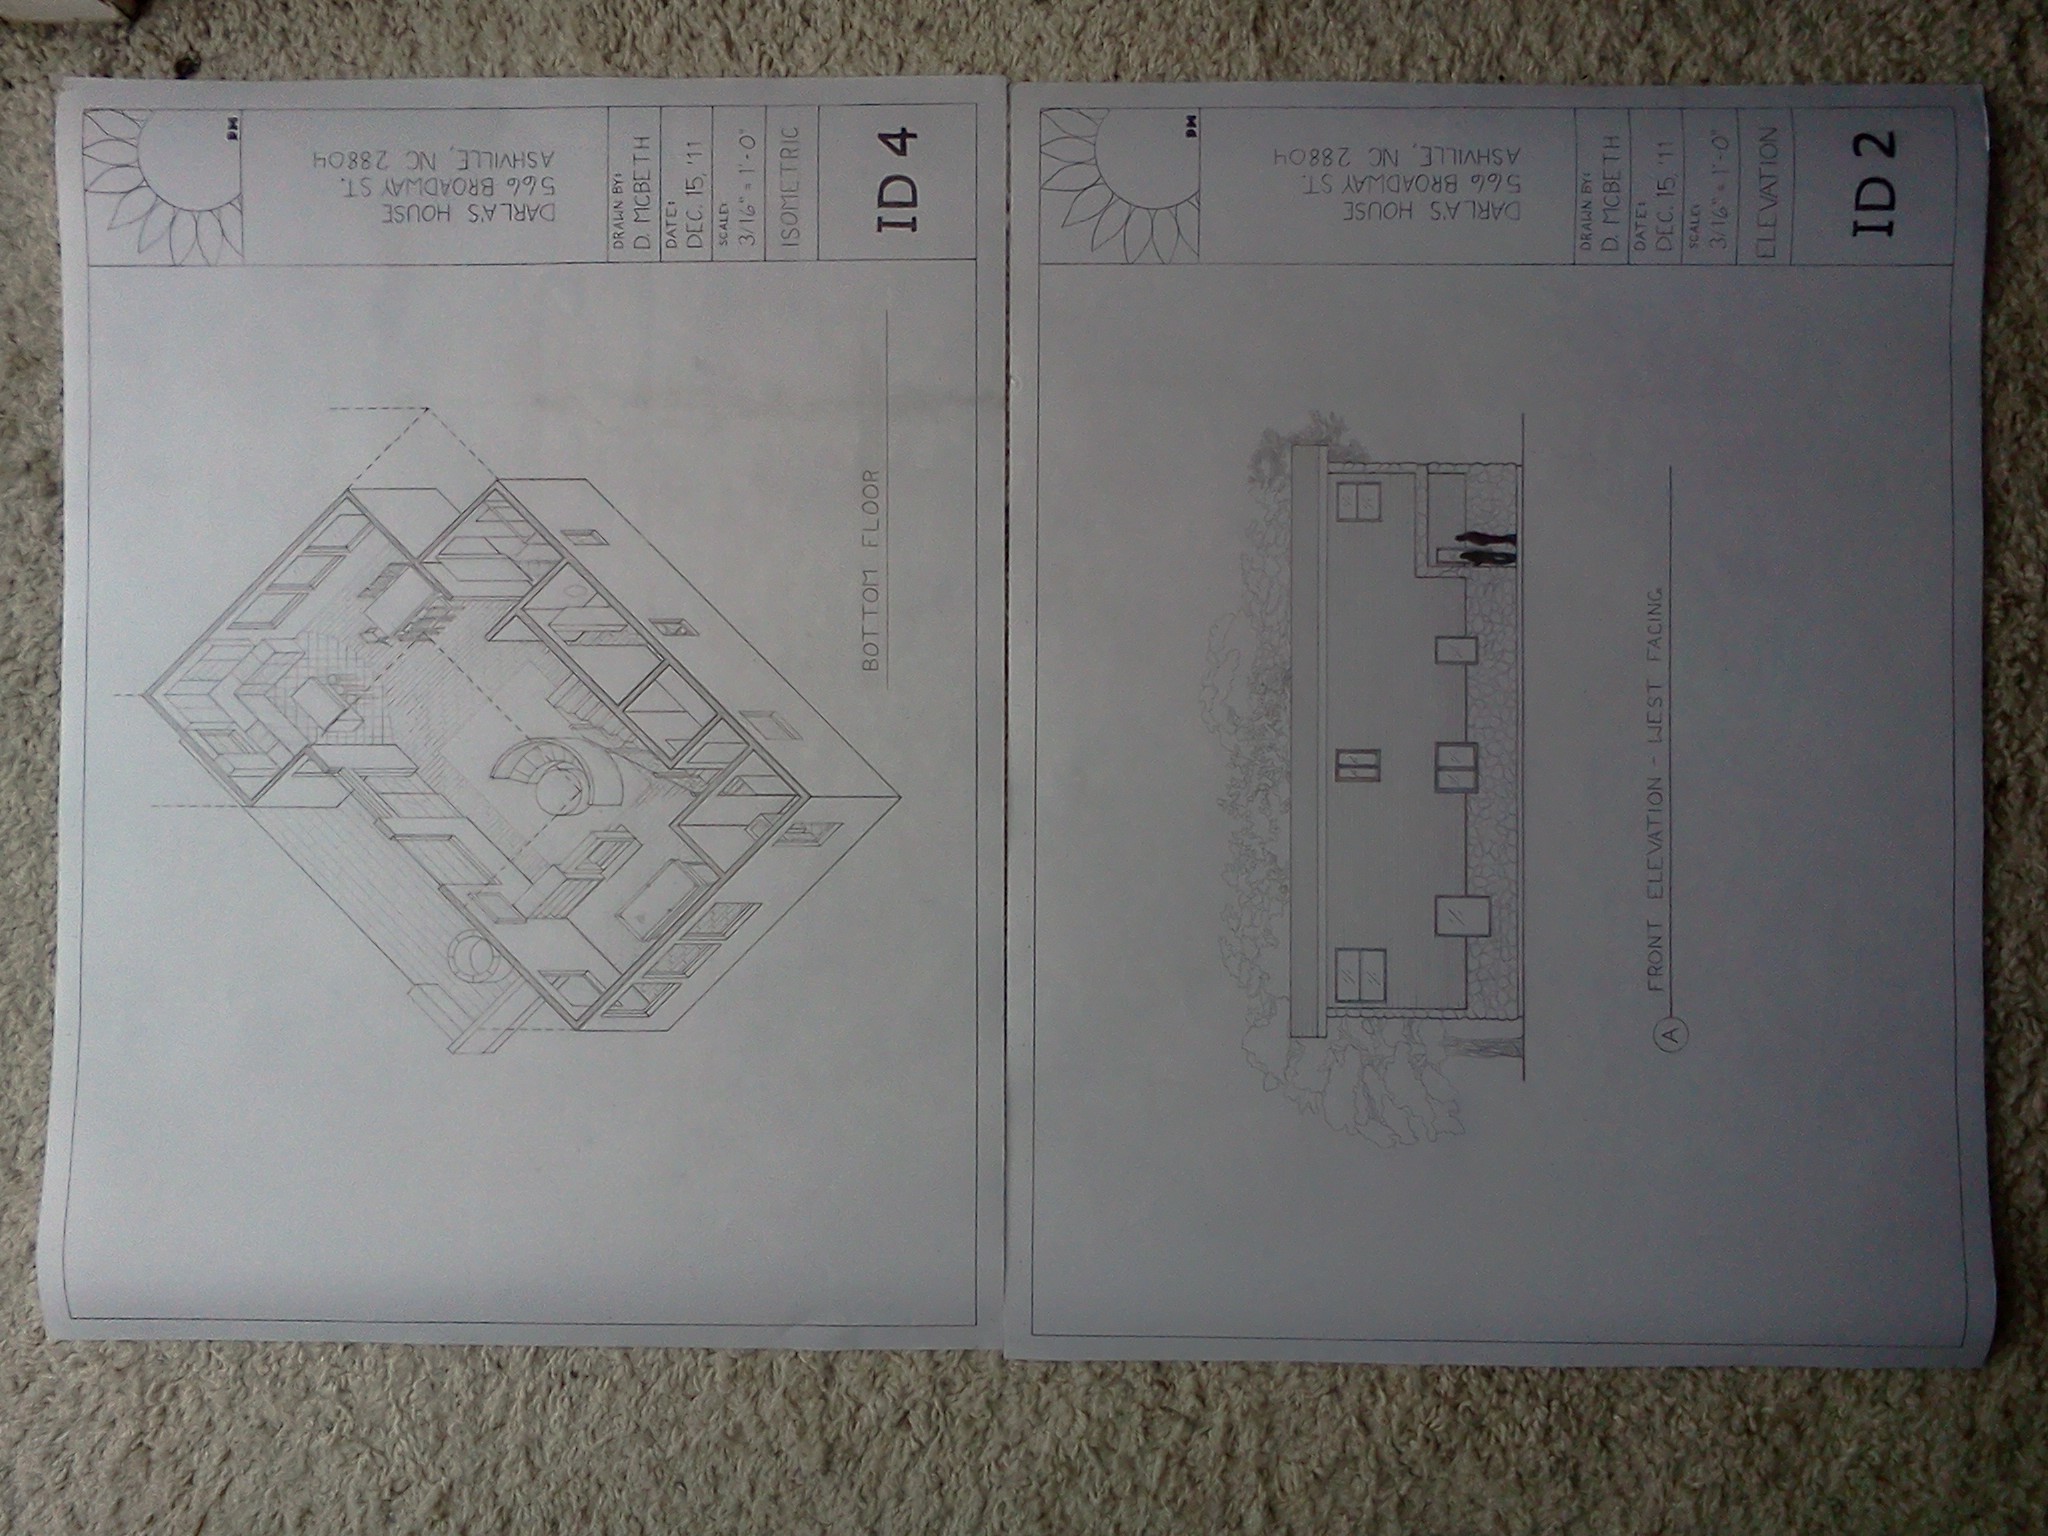 DM
DARLA'S HOUSE
566 BROADWAY ST.
ASHVILLE, NC 28804
DRAWN BY:
D. MCBETH
DATE:
DEC. 15, '11
SCALE:
3/16" = 1'-0"
ISOMETRIC
ID 4
BOTTOM FLOOR
DM
DARLA'S HOUSE
566 BROADWAY ST.
ASHVILLE, NC 28804
DRAWN BY:
D. MCBETH
DATE:
DEC. 15, '11
SCALE:
3/16" = 1'-0"
ELEVATION
ID 2
A FRONT ELEVATION - WEST FACING